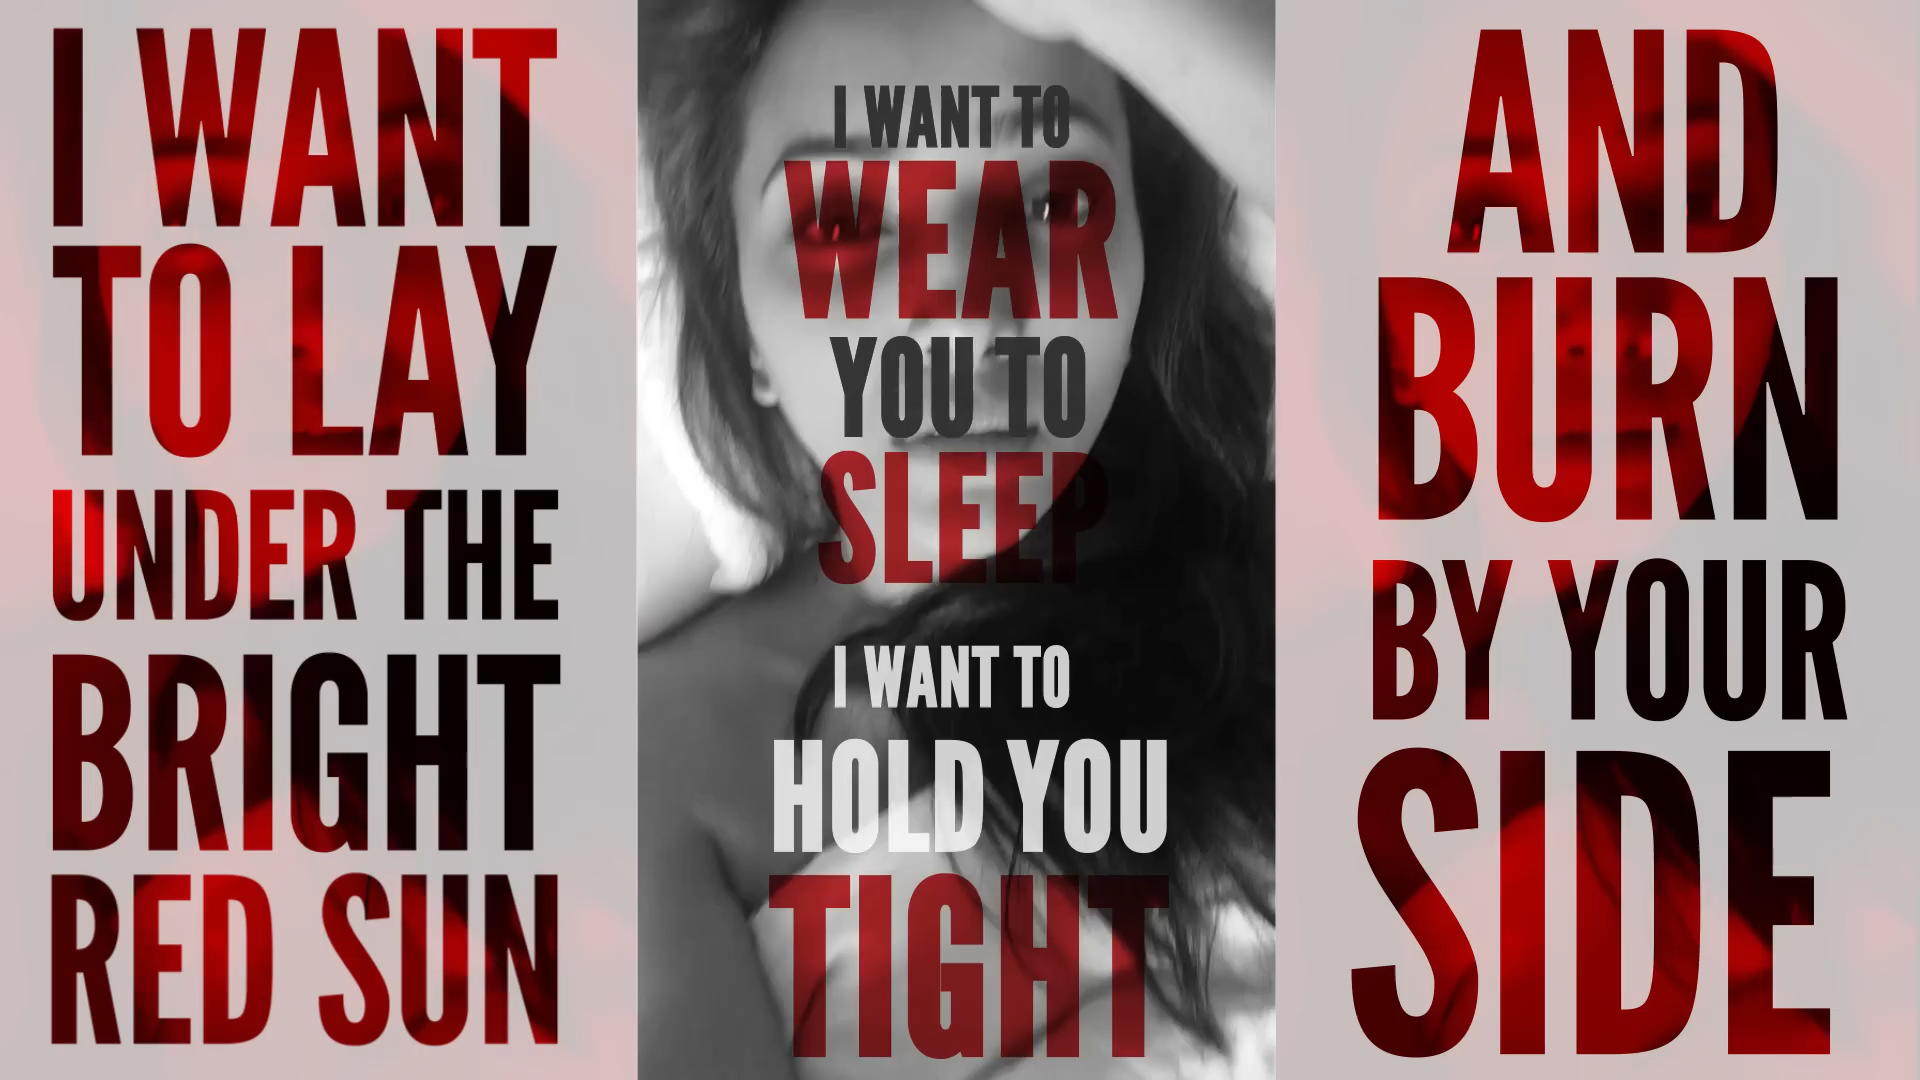 I WANT
TO LAY
UNDER THE
BRIGHT
RED SUN
I WANT TO
WEAR
YOU TO
SLEEP
I WANT TO
HOLD YOU
TIGHT
AND
BURN
BY YOUR
SIDE